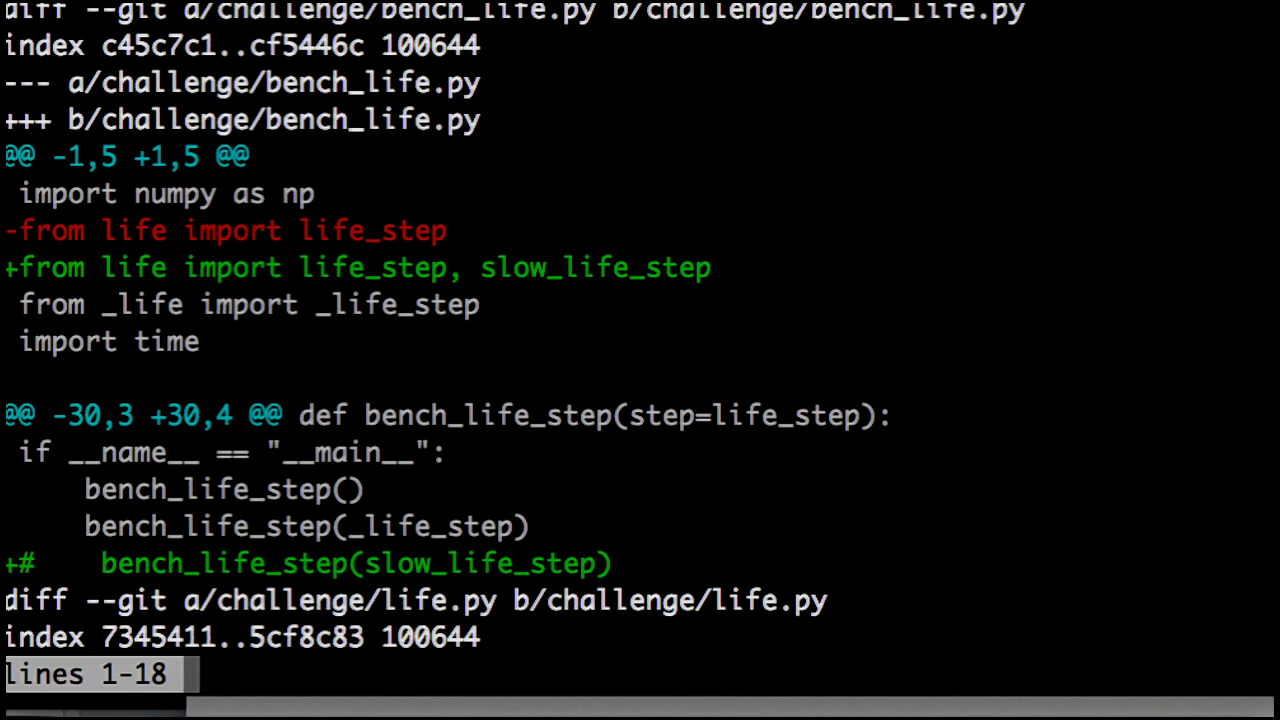 diff --git a/challenge/bench_life.py b/challenge/bench_life.py
index c45c7c1..cf5446c 100644
--- a/challenge/bench_life.py
+++ b/challenge/bench_life.py
@@ -1,5 +1,5 @@
 import numpy as np
-from life import life_step
+from life import life_step, slow_life_step
 from _life import _life_step
 import time

@@ -30,3 +30,4 @@ def bench_life_step(step=life_step):
 if __name__ == "__main__":
     bench_life_step()
     bench_life_step(_life_step)
+#    bench_life_step(slow_life_step)
diff --git a/challenge/life.py b/challenge/life.py
index 7345411..5cf8c83 100644
lines 1-18